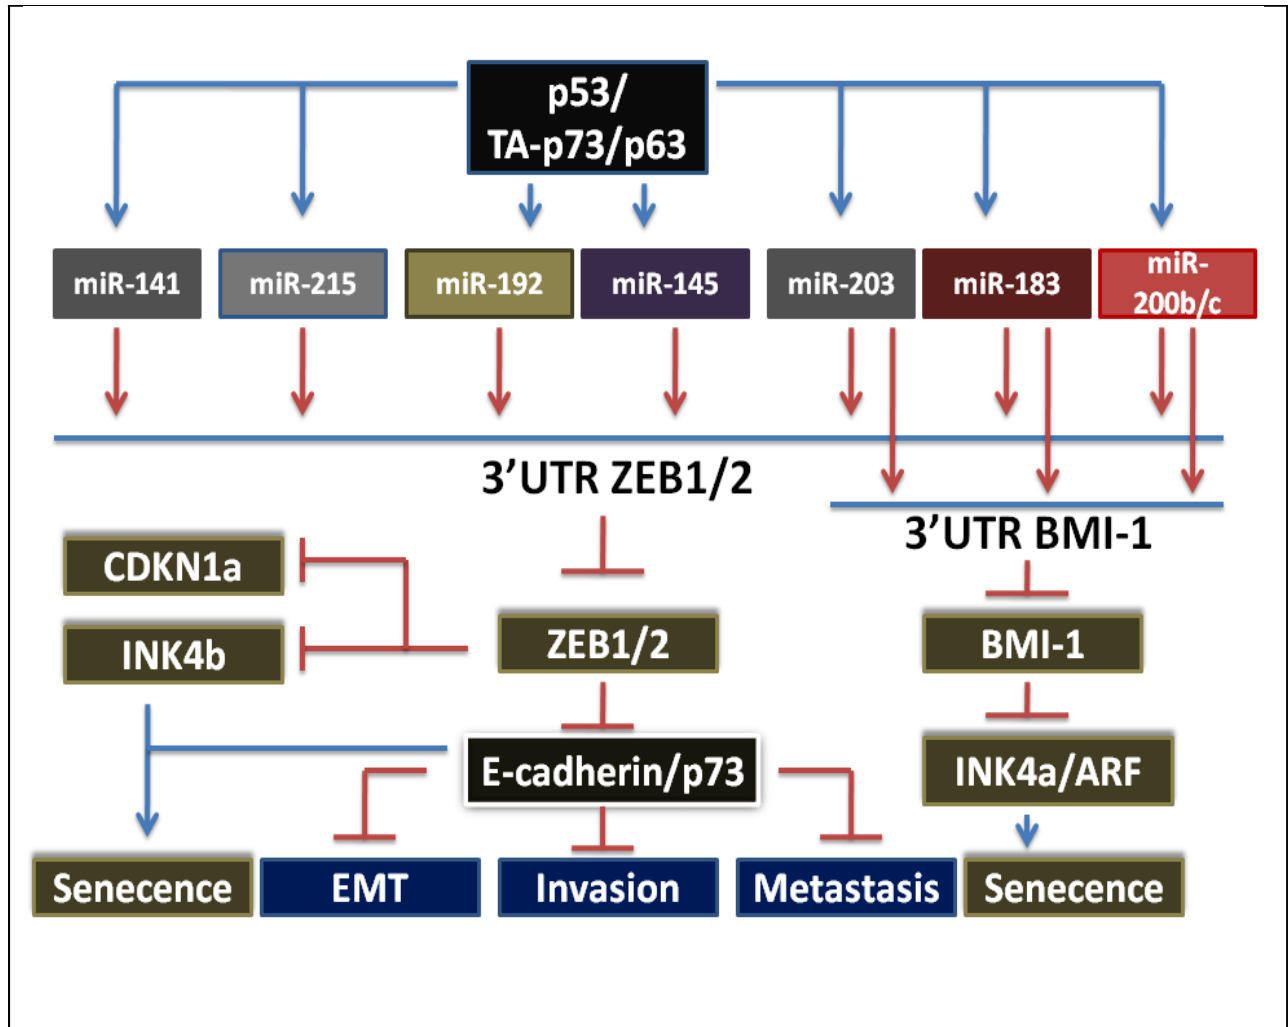 p53/
TA-p73/p63
miR-141
miR-215
miR-192
miR-145
miR-203
miR-183
miR-
200b/c
3’UTR ZEB1/2
3’UTR BMI-1
CDKN1a
INK4b
ZEB1/2
BMI-1
E-cadherin/p73
INK4a/ARF
Senecence
EMT
Invasion
Metastasis
Senecence